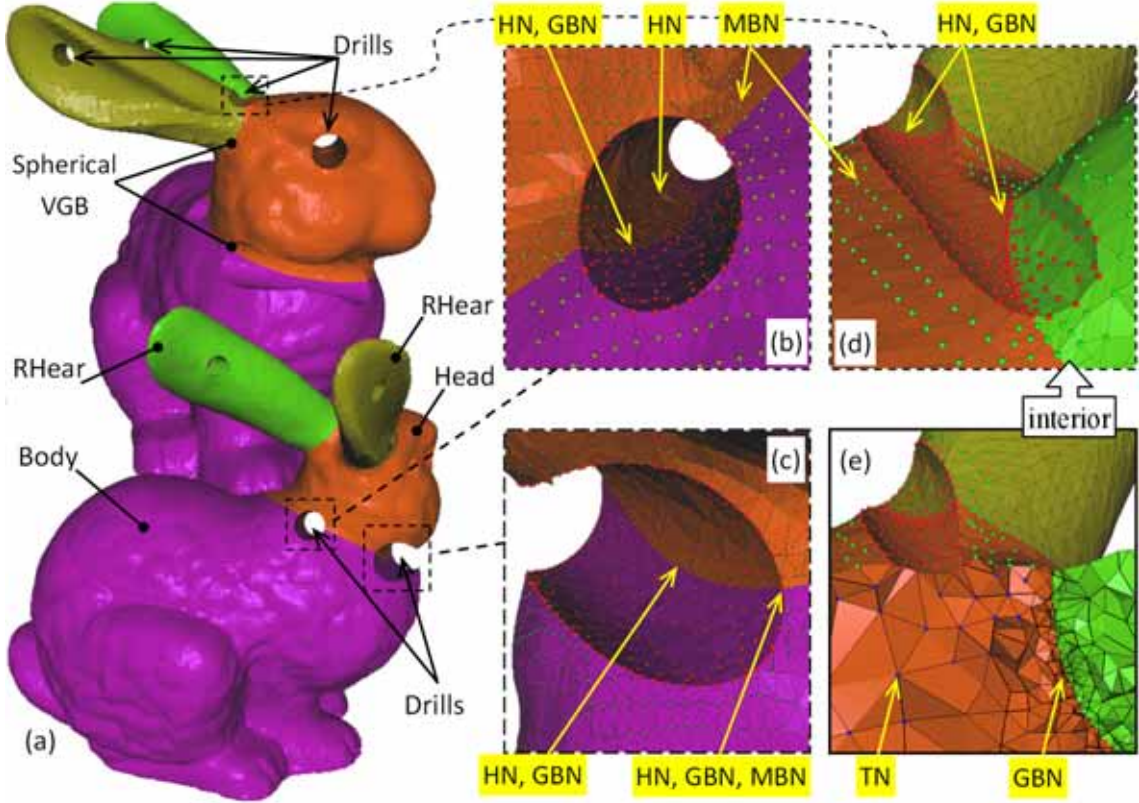 HN, GBN
HN
MBN
HN, GBN
Drills
Spherical
VGB
(b)
(d)
RHear
RHear
Head
interior
Body
(c)
(e)
Drills
(a)
HN, GBN
HN, GBN, MBN
TN
GBN